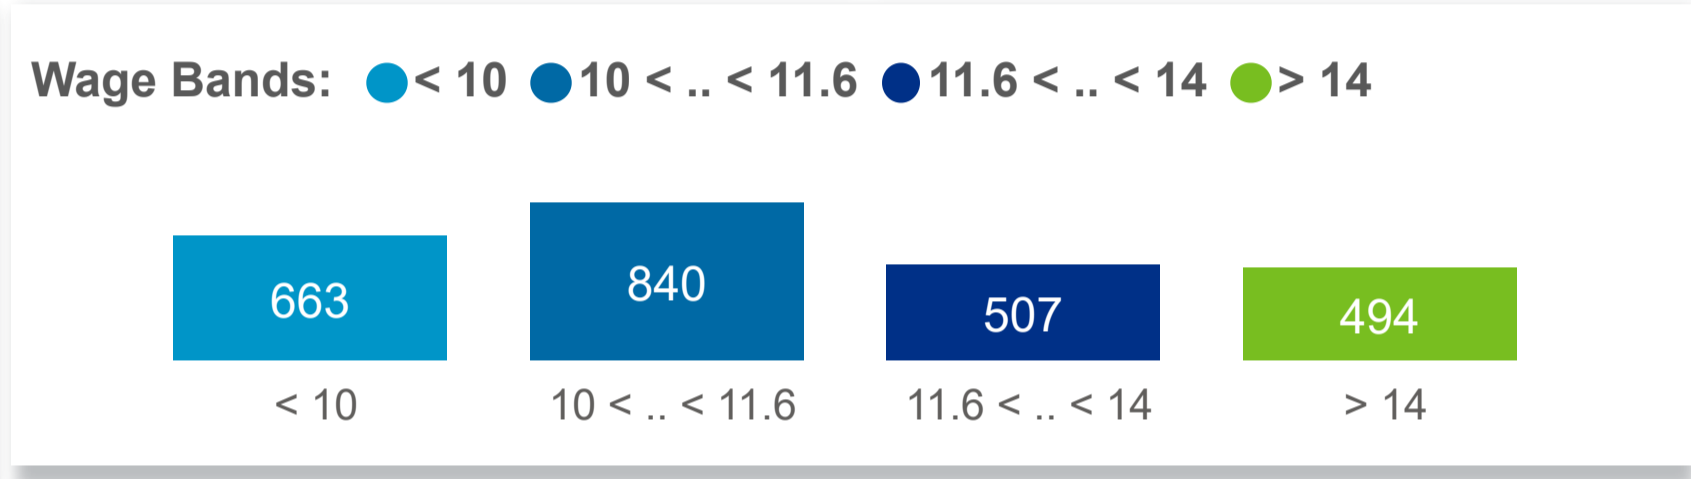 Wage Bands: < 10 10 < .. < 11.6 11.6 < .. < 14 > 14
663 840 507 494
< 10 10 < .. < 11.6 11.6 < .. < 14 > 14